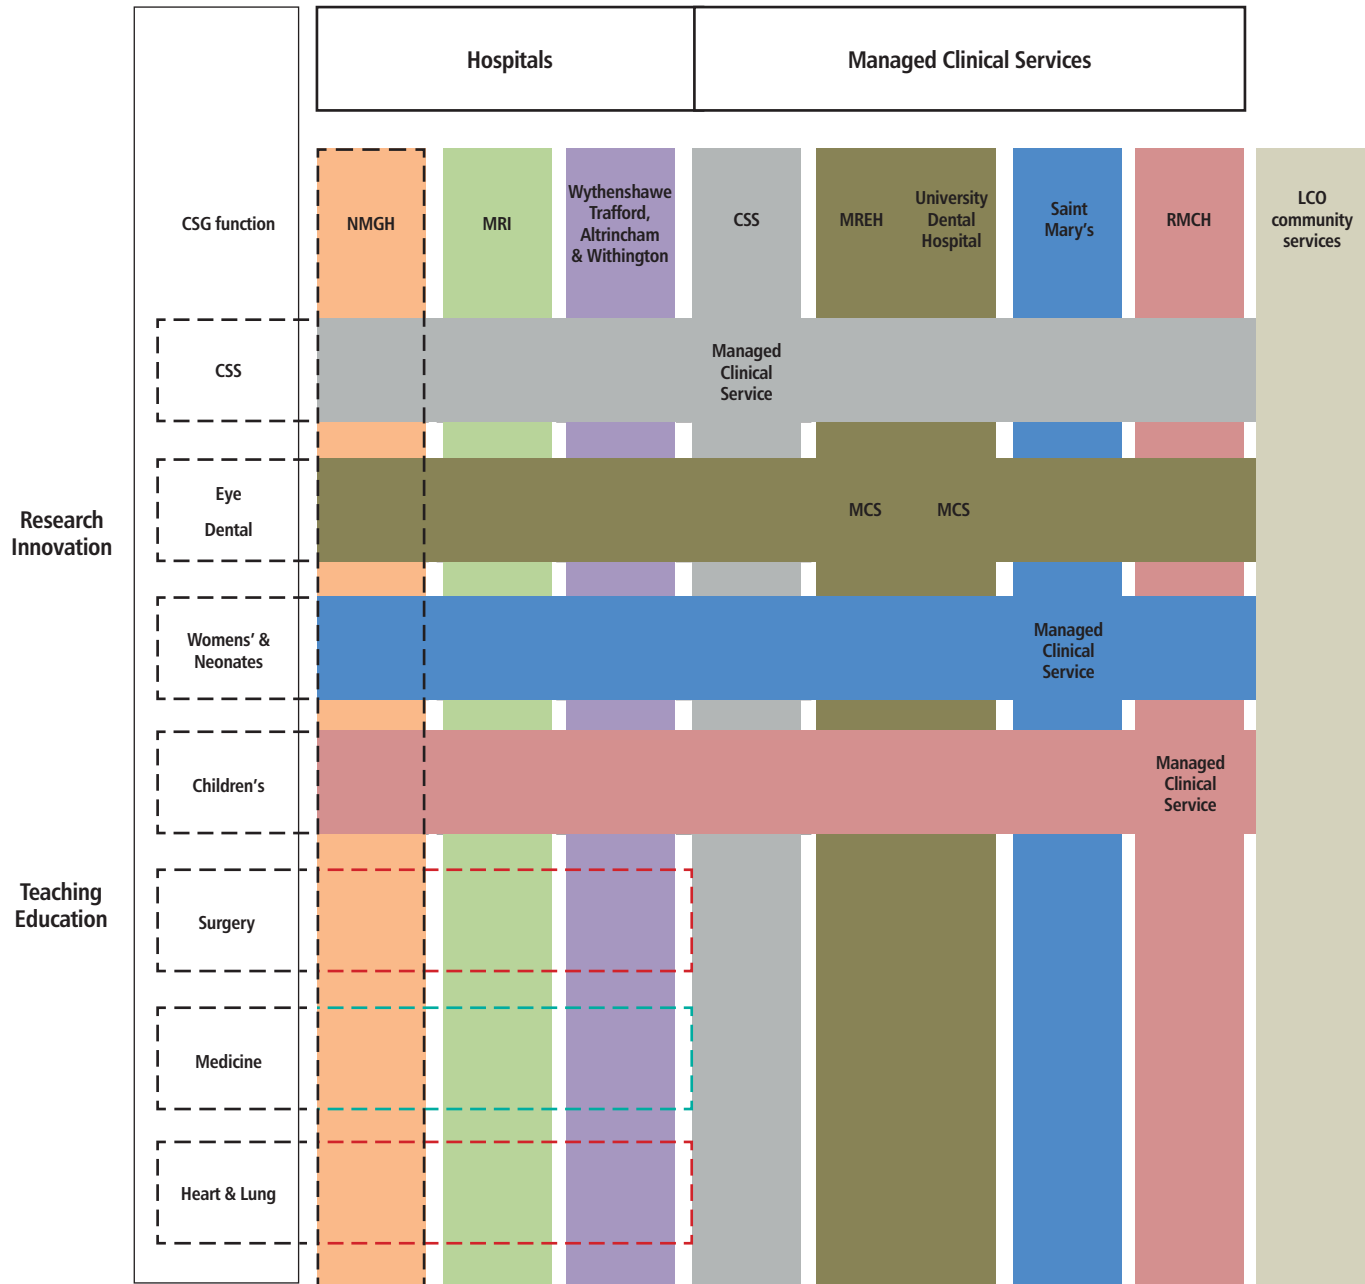 Hospitals
Managed Clinical Services
CSG function
NMGH
MRI
Wythenshawe
Trafford,
Altrincham
& Withington
CSS
MREH
University
Dental
Hospital
Saint
Mary's
RMCH
LCO
community
services
CSS
Managed
Clinical
Service
Research
Innovation
Eye
Dental
MCS
MCS
Womens' &
Neonates
Managed
Clinical
Service
Children's
Managed
Clinical
Service
Teaching
Education
Surgery
Medicine
Heart & Lung